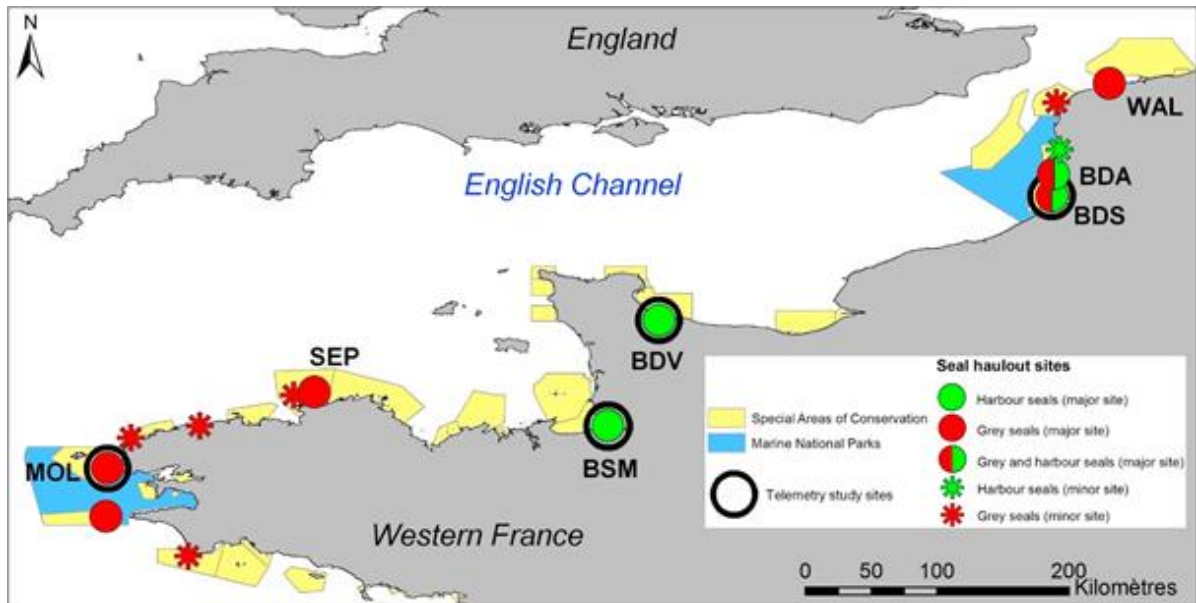 N
England
WAL
English Channel
BDA
BDS
SEP
BDV
MOL
BSM
Western France
Seal haulout sites
Harbour seals (major site)
Special Areas of Conservation
Grey seals (major site)
Marine National Parks
Grey and harbour seals (major site)
Telemetry study sites
Harbour seals (minor site)
Grey seals (minor site)
0 50 100 200
Kilomètres